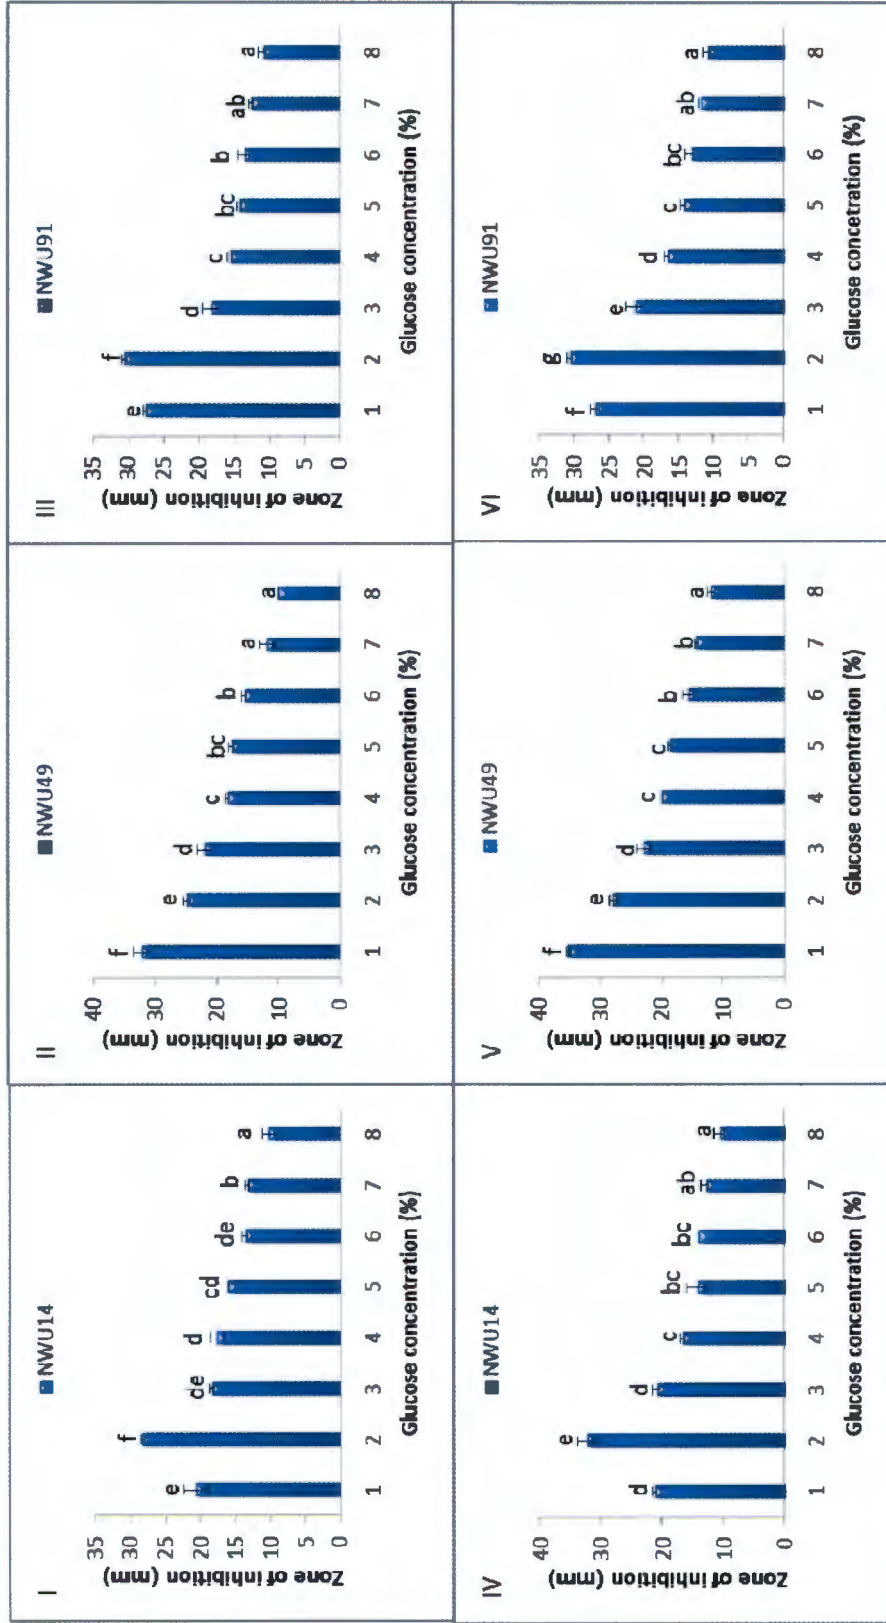 I
■ NWU14
Zone of inhibition (mm)
35
30
25
20
15
10
5
0
e f de d cd de b a
1 2 3 4 5 6 7 8
Glucose concentration (%)
II
■ NWU49
Zone of inhibition (mm)
40
30
20
10
0
f e d c bc b a a
1 2 3 4 5 6 7 8
Glucose concentration (%)
III
■ NWU91
Zone of inhibition (mm)
35
30
25
20
15
10
5
0
e f d c bc b ab a
1 2 3 4 5 6 7 8
Glucose concentration (%)
IV
■ NWU14
Zone of inhibition (mm)
40
30
20
10
0
d e d c bc bc ab a
1 2 3 4 5 6 7 8
Glucose concentration (%)
V
■ NWU49
Zone of inhibition (mm)
40
30
20
10
0
f e d c c b b a
1 2 3 4 5 6 7 8
Glucose concentration (%)
VI
■ NWU91
Zone of inhibition (mm)
35
30
25
20
15
10
5
0
f g e d c bc ab a
1 2 3 4 5 6 7 8
Glucose concetration (%)